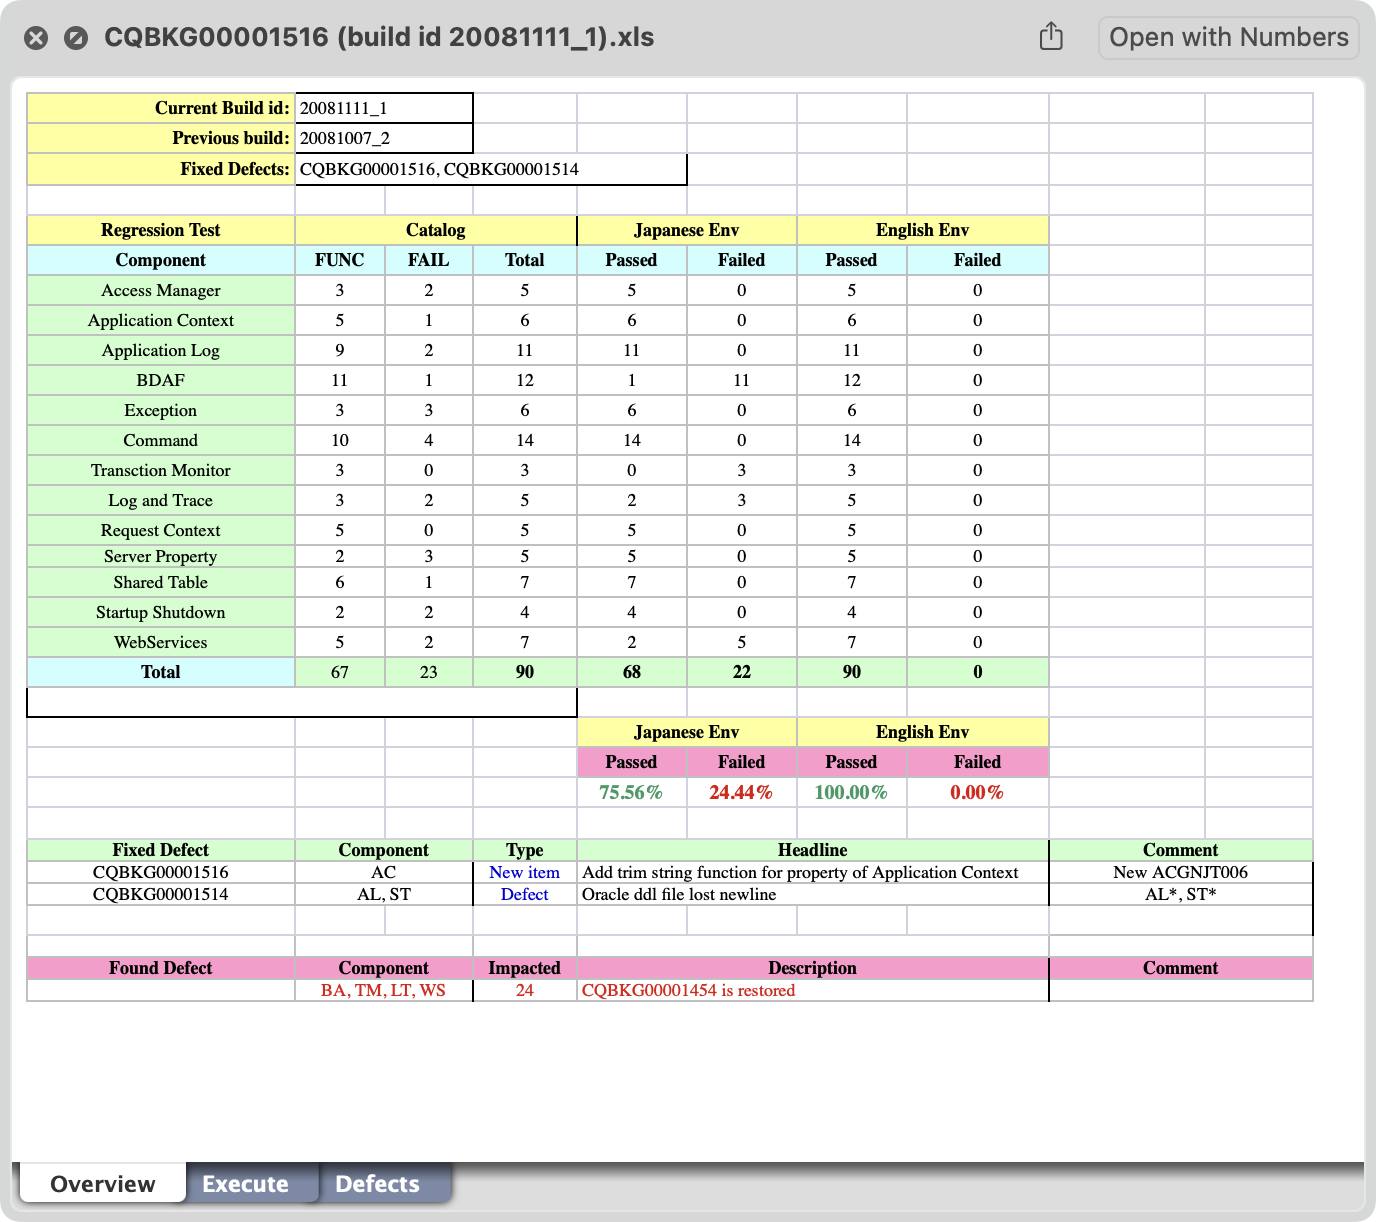 CQBKG00001516 (build id 20081111_1).xls Open with Numbers
Current Build id: 20081111_1
Previous build: 20081007_2
Fixed Defects: CQBKG00001516, CQBKG00001514
Regression Test Catalog Japanese Env English Env
Component FUNC FAIL Total Passed Failed Passed Failed
Access Manager 3 2 5 5 0 5 0
Application Context 5 1 6 6 0 6 0
Application Log 9 2 11 11 0 11 0
BDAF 11 1 12 1 11 12 0
Exception 3 3 6 6 0 6 0
Command 10 4 14 14 0 14 0
Transction Monitor 3 0 3 0 3 3 0
Log and Trace 3 2 5 2 3 5 0
Request Context 5 0 5 5 0 5 0
Server Property 2 3 5 5 0 5 0
Shared Table 6 1 7 7 0 7 0
Startup Shutdown 2 2 4 4 0 4 0
WebServices 5 2 7 2 5 7 0
Total 67 23 90 68 22 90 0
Japanese Env English Env
Passed Failed Passed Failed
75.56% 24.44% 100.00% 0.00%
Fixed Defect Component Type Headline Comment
CQBKG00001516 AC New item Add trim string function for property of Application Context New ACGNJT006
CQBKG00001514 AL, ST Defect Oracle ddl file lost newline AL*, ST*
Found Defect Component Impacted Description Comment
BA, TM, LT, WS 24 CQBKG00001454 is restored
Overview Execute Defects